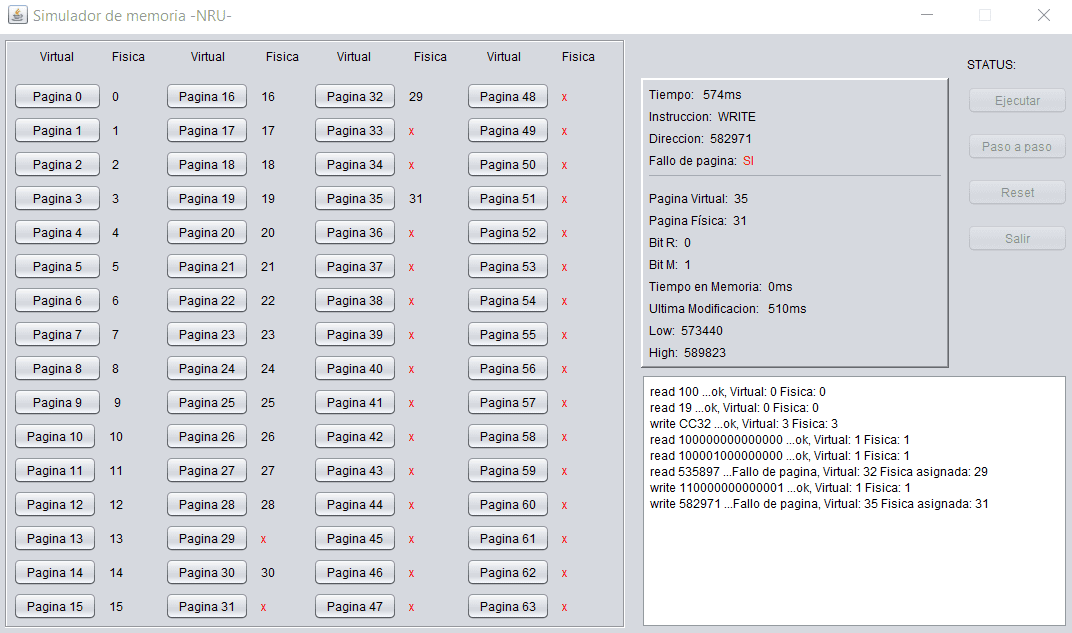 Simulador de memoria -NRU-
Virtual Fisica Virtual Fisica Virtual Fisica Virtual Fisica
Pagina 0 0 Pagina 16 16 Pagina 32 29 Pagina 48 x
Pagina 1 1 Pagina 17 17 Pagina 33 x Pagina 49 x
Pagina 2 2 Pagina 18 18 Pagina 34 x Pagina 50 x
Pagina 3 3 Pagina 19 19 Pagina 35 31 Pagina 51 x
Pagina 4 4 Pagina 20 20 Pagina 36 x Pagina 52 x
Pagina 5 5 Pagina 21 21 Pagina 37 x Pagina 53 x
Pagina 6 6 Pagina 22 22 Pagina 38 x Pagina 54 x
Pagina 7 7 Pagina 23 23 Pagina 39 x Pagina 55 x
Pagina 8 8 Pagina 24 24 Pagina 40 x Pagina 56 x
Pagina 9 9 Pagina 25 25 Pagina 41 x Pagina 57 x
Pagina 10 10 Pagina 26 26 Pagina 42 x Pagina 58 x
Pagina 11 11 Pagina 27 27 Pagina 43 x Pagina 59 x
Pagina 12 12 Pagina 28 28 Pagina 44 x Pagina 60 x
Pagina 13 13 Pagina 29 x Pagina 45 x Pagina 61 x
Pagina 14 14 Pagina 30 30 Pagina 46 x Pagina 62 x
Pagina 15 15 Pagina 31 x Pagina 47 x Pagina 63 x
Tiempo: 574ms
Instruccion: WRITE
Direccion: 582971
Fallo de pagina: SI
Pagina Virtual: 35
Pagina Física: 31
Bit R: 0
Bit M: 1
Tiempo en Memoria: 0ms
Ultima Modificacion: 510ms
Low: 573440
High: 589823
STATUS:
Ejecutar
Paso a paso
Reset
Salir
read 100 ...ok, Virtual: 0 Fisica: 0
read 19 ...ok, Virtual: 0 Fisica: 0
write CC32 ...ok, Virtual: 3 Fisica: 3
read 100000000000000 ...ok, Virtual: 1 Fisica: 1
read 100001000000000 ...ok, Virtual: 1 Fisica: 1
read 535897 ...Fallo de pagina, Virtual: 32 Fisica asignada: 29
write 110000000000001 ...ok, Virtual: 1 Fisica: 1
write 582971 ...Fallo de pagina, Virtual: 35 Fisica asignada: 31